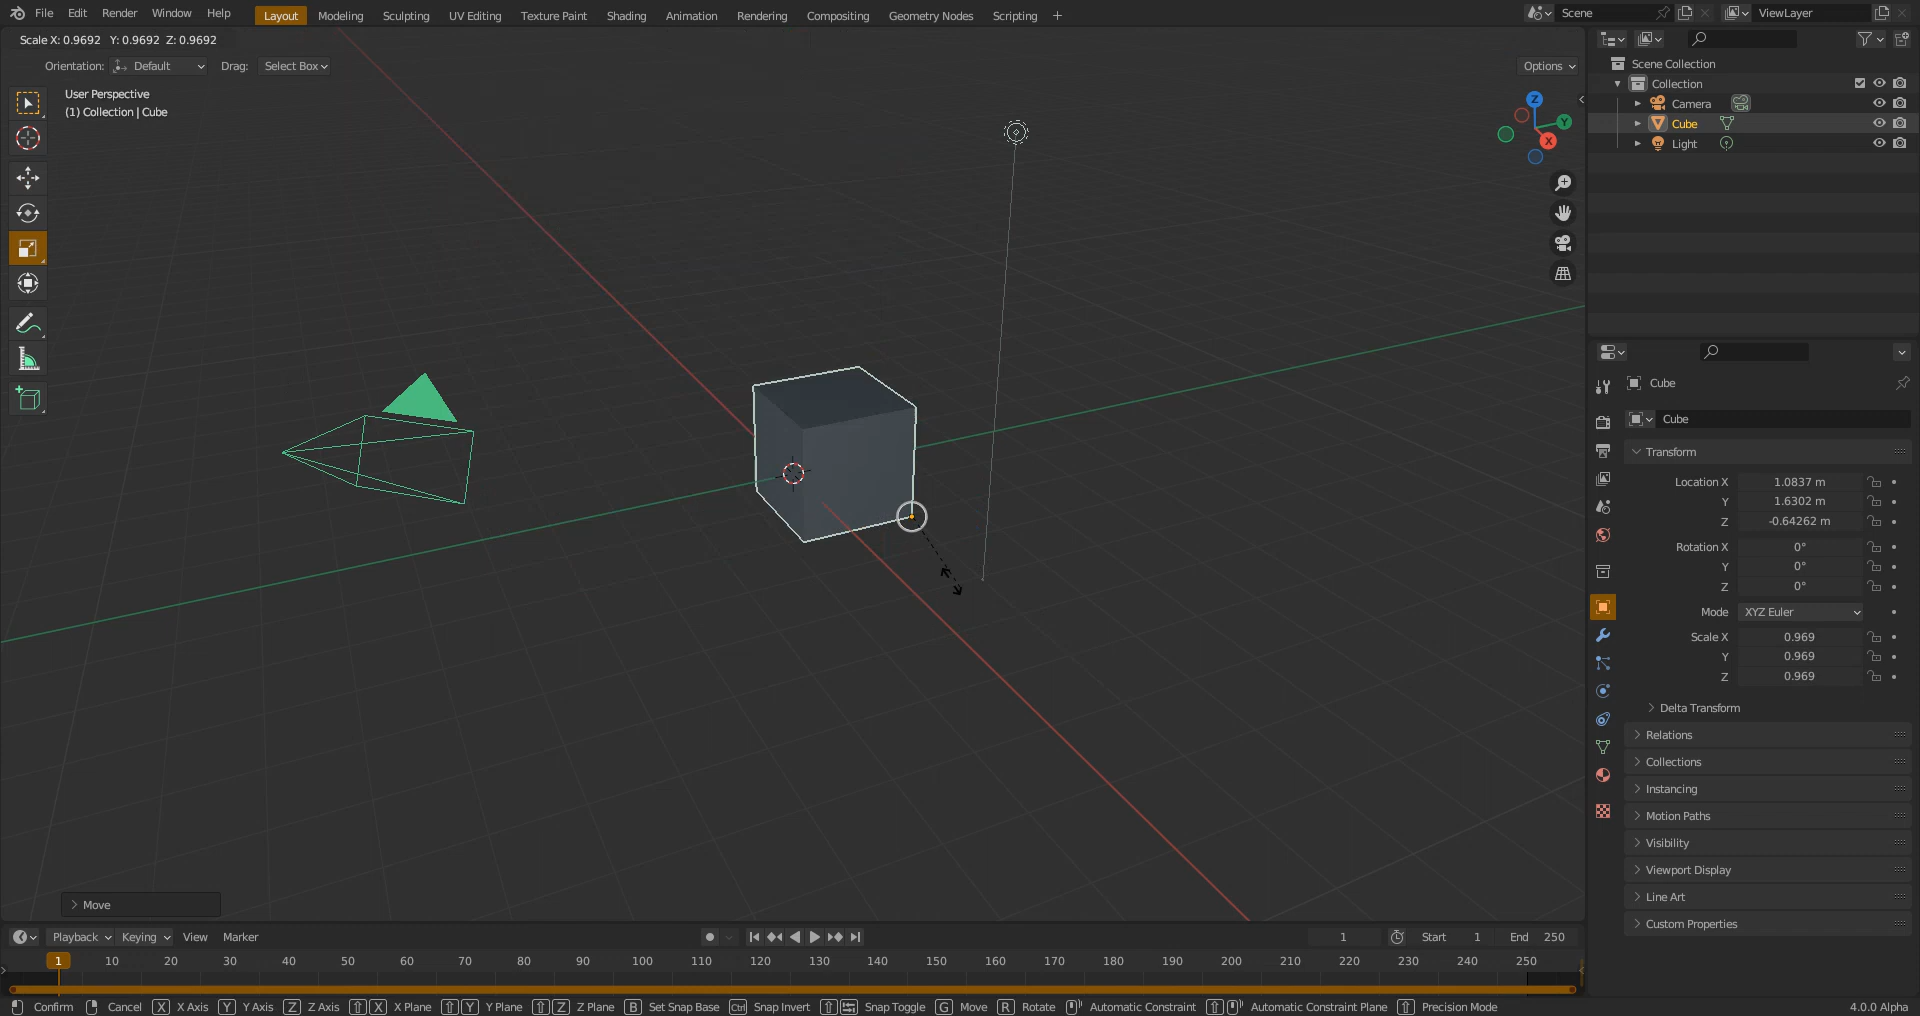 File Edit Render Window Help Layout Modeling Sculpting UV Editing Texture Paint Shading Animation Rendering Compositing Geometry Nodes Scripting + Scene ViewLayer
Scale X: 0.9692 Y: 0.9692 Z: 0.9692
Orientation: Default Drag: Select Box Options
User Perspective
(1) Collection | Cube
Z
Y
X
Scene Collection
Collection
Camera
Cube
Light
Cube
Cube
Transform
Location X 1.0837 m
Y 1.6302 m
Z -0.64262 m
Rotation X 0°
Y 0°
Z 0°
Mode XYZ Euler
Scale X 0.969
Y 0.969
Z 0.969
Delta Transform
Relations
Collections
Instancing
Motion Paths
Visibility
Viewport Display
Line Art
Custom Properties
Move
Playback Keying View Marker 1 Start 1 End 250
1 10 20 30 40 50 60 70 80 90 100 110 120 130 140 150 160 170 180 190 200 210 220 230 240 250
Confirm Cancel X X Axis Y Y Axis Z Z Axis X X Plane Y Y Plane Z Z Plane B Set Snap Base Ctrl Snap Invert Snap Toggle G Move R Rotate Automatic Constraint Automatic Constraint Plane Precision Mode 4.0.0 Alpha